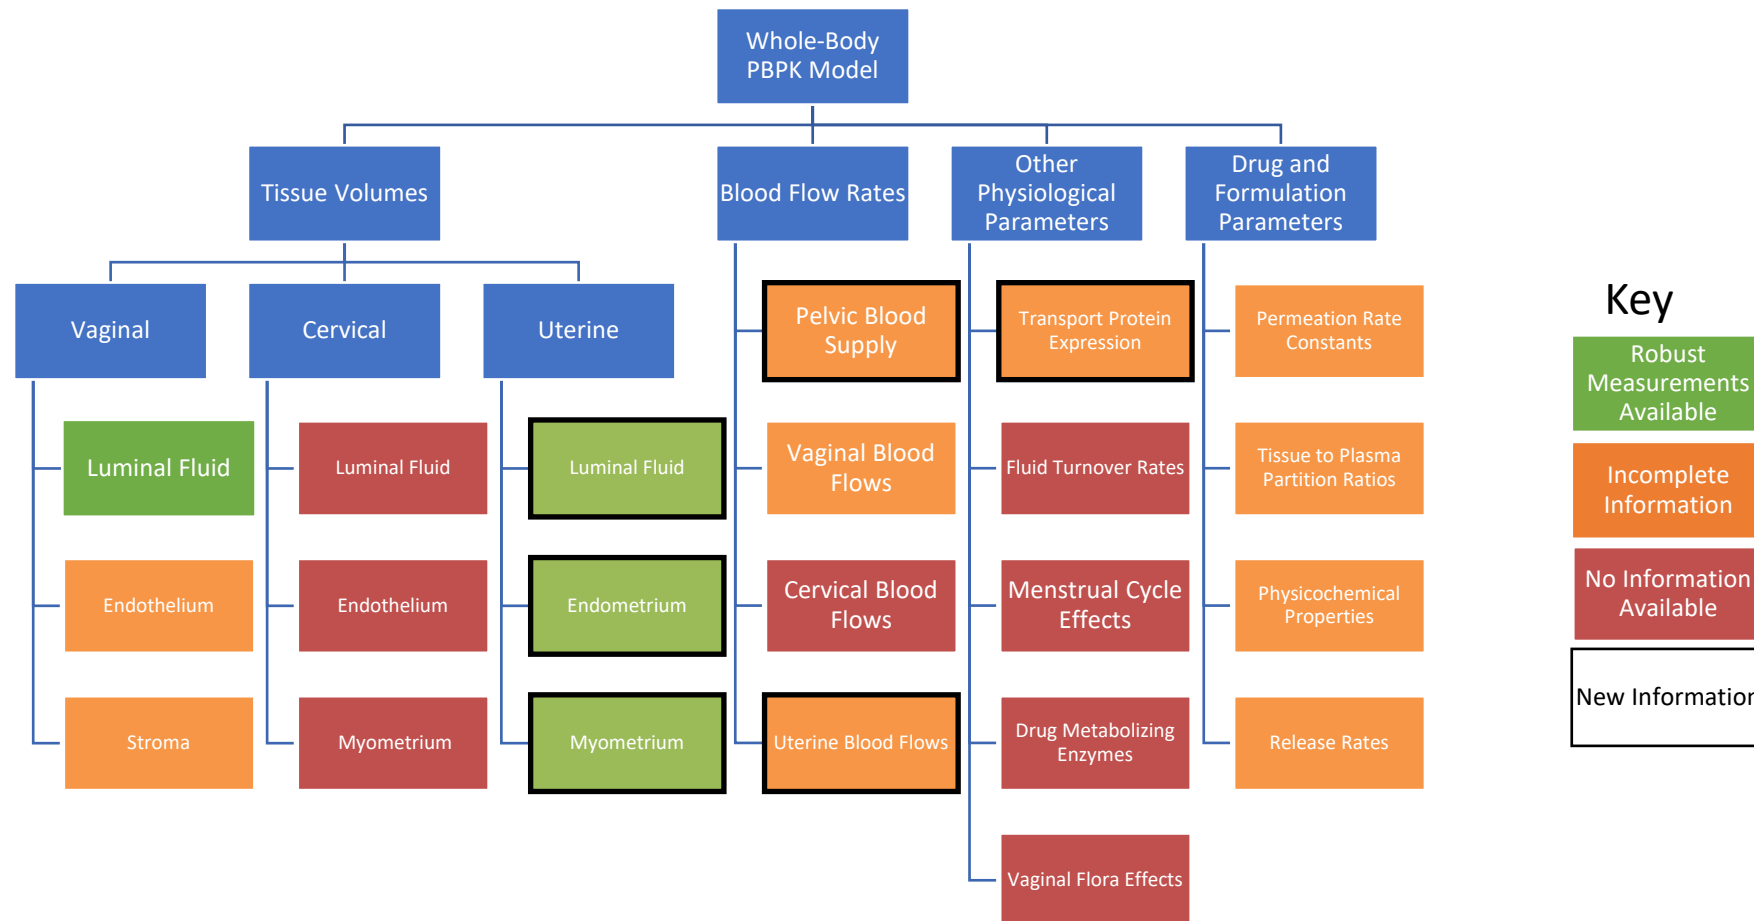 Whole-Body
PBPK Model
Tissue Volumes
Blood Flow Rates
Other
Physiological
Parameters
Drug and
Formulation
Parameters
Vaginal
Cervical
Uterine
Luminal Fluid
Endothelium
Stroma
Luminal Fluid
Endothelium
Myometrium
Luminal Fluid
Endometrium
Myometrium
Pelvic Blood
Supply
Vaginal Blood
Flows
Cervical Blood
Flows
Uterine Blood Flows
Transport Protein
Expression
Fluid Turnover Rates
Menstrual Cycle
Effects
Drug Metabolizing
Enzymes
Vaginal Flora Effects
Permeation Rate
Constants
Tissue to Plasma
Partition Ratios
Physicochemical
Properties
Release Rates
Key
Robust
Measurements
Available
Incomplete
Information
No Information
Available
New Information